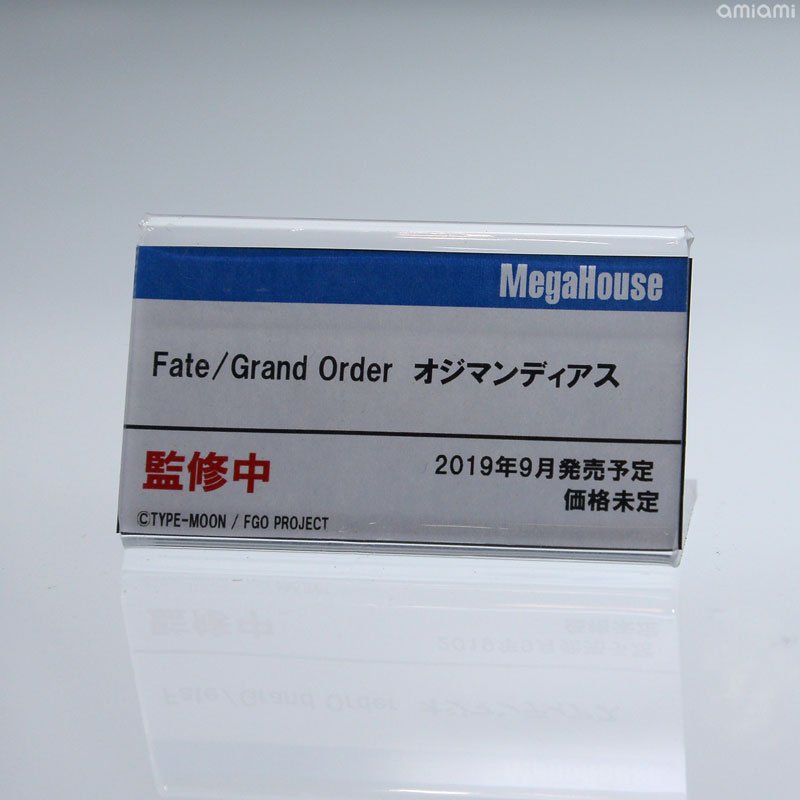 amiami
MegaHouse
Fate/Grand Order オジマンディアス
監修中
2019年9月発売予定
価格未定
©TYPE-MOON / FGO PROJECT